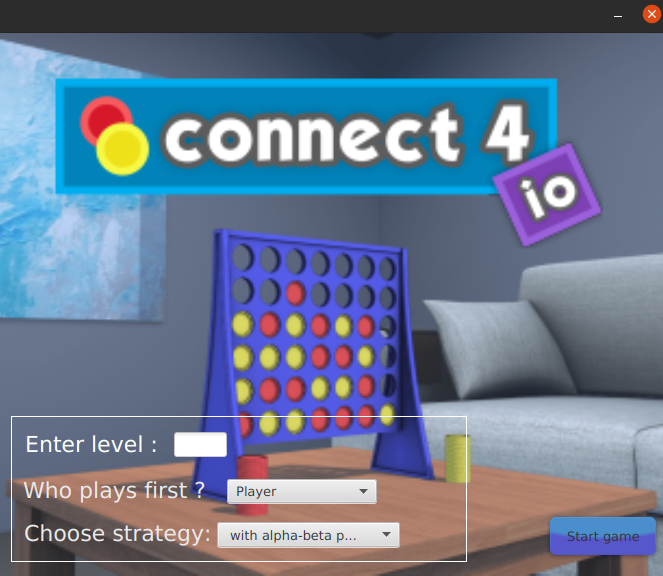 connect 4
io
Enter level :
Who plays first ?
Player
Choose strategy:
with alpha-beta p...
Start game